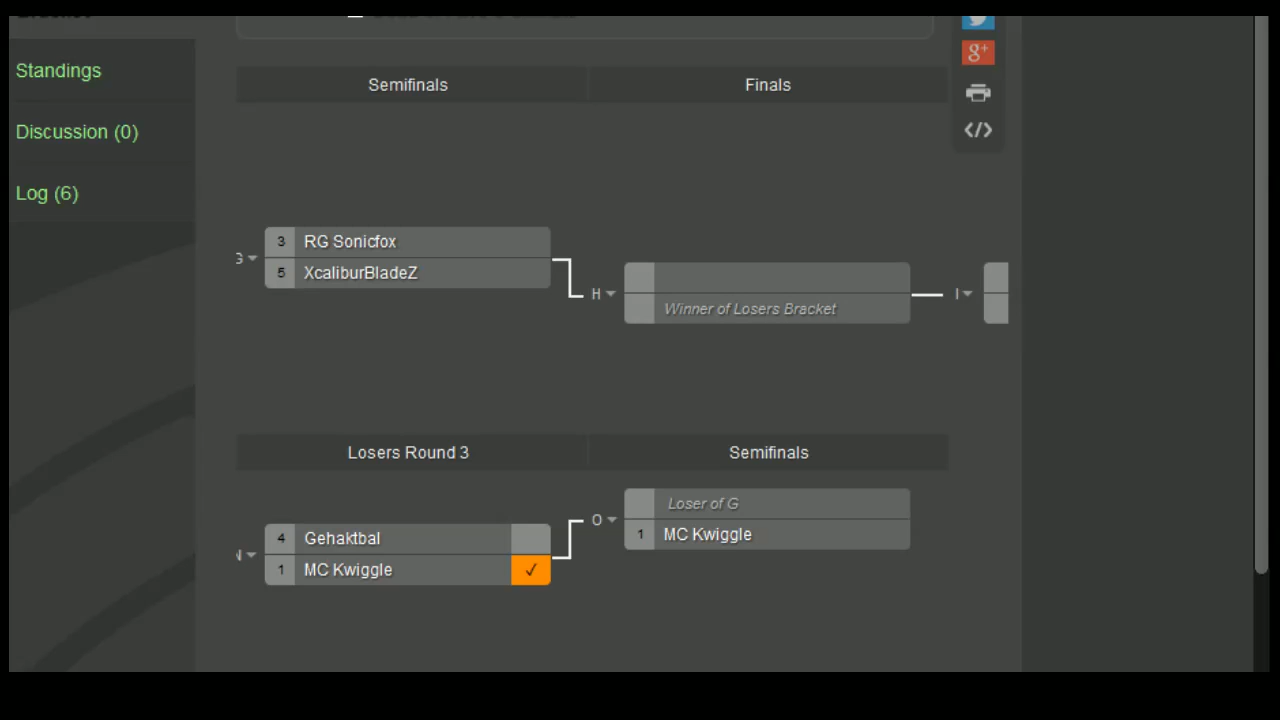 Standings
Discussion (0)
Log (6)
g+
</>
Semifinals
Finals
G
3 RG Sonicfox
5 XcaliburBladeZ
H
Winner of Losers Bracket
I
Losers Round 3
Semifinals
N
4 Gehaktbal
1 MC Kwiggle ✓
O
Loser of G
1 MC Kwiggle